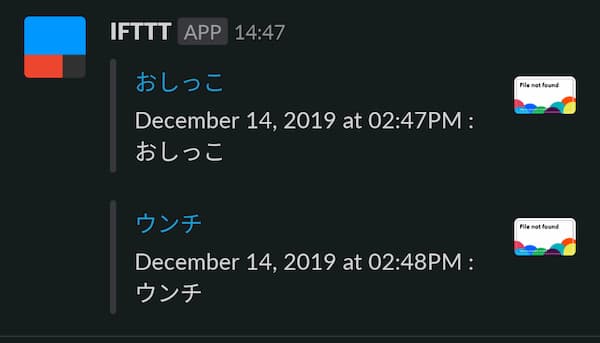 IFTTT APP 14:47
おしっこ
File not found
December 14, 2019 at 02:47PM :
おしっこ
ウンチ
File not found
December 14, 2019 at 02:48PM :
ウンチ